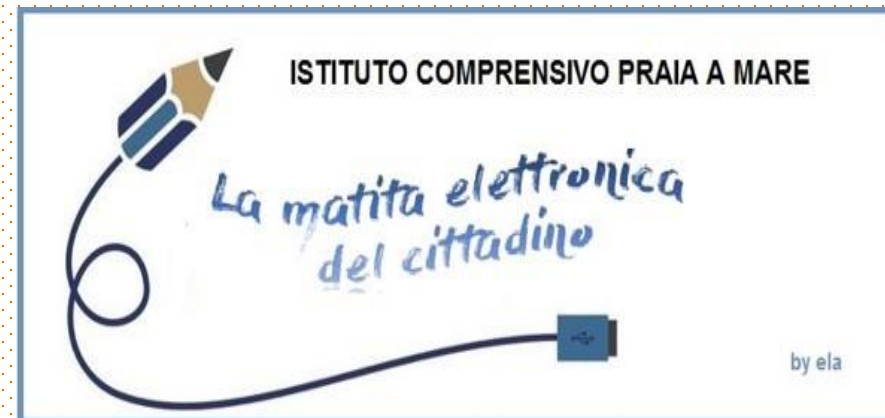 ISTITUTO COMPRENSIVO PRAIA A MARE
La matita elettronica
del cittadino
by ela